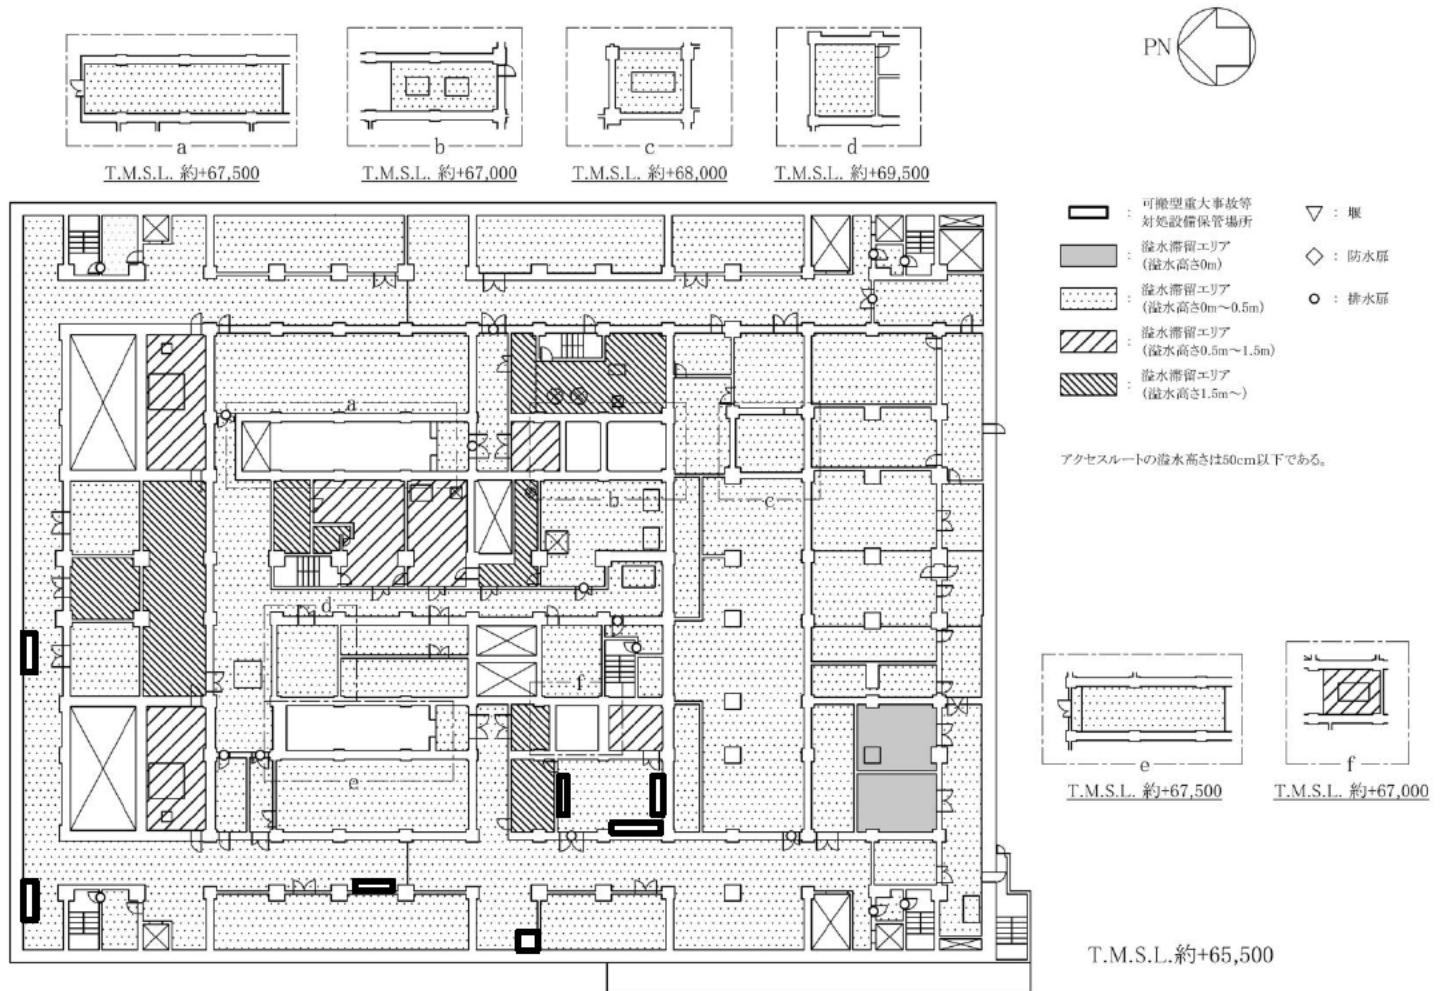 PN
a
T.M.S.L. 約+67,500
b
T.M.S.L. 約+67,000
c
T.M.S.L. 約+68,000
d
T.M.S.L. 約+69,500
: 可搬型重大事故等
対処設備保管場所
: 溢水滞留エリア
(溢水高さ0m)
: 溢水滞留エリア
(溢水高さ0m～0.5m)
: 溢水滞留エリア
(溢水高さ0.5m～1.5m)
: 溢水滞留エリア
(溢水高さ1.5m～)
: 堰
: 防水扉
: 排水扉
アクセスルートの溢水高さは50cm以下である。
a
b
c
d
f
e
e
T.M.S.L. 約+67,500
f
T.M.S.L. 約+67,000
T.M.S.L.約+65,500